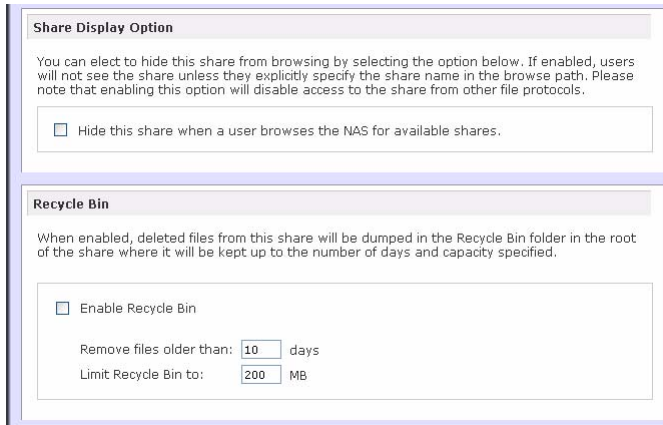 Share Display Option
You can elect to hide this share from browsing by selecting the option below. If enabled, users
will not see the share unless they explicitly specify the share name in the browse path. Please
note that enabling this option will disable access to the share from other file protocols.
Hide this share when a user browses the NAS for available shares.
Recycle Bin
When enabled, deleted files from this share will be dumped in the Recycle Bin folder in the root
of the share where it will be kept up to the number of days and capacity specified.
Enable Recycle Bin
Remove files older than: 10 days
Limit Recycle Bin to: 200 MB